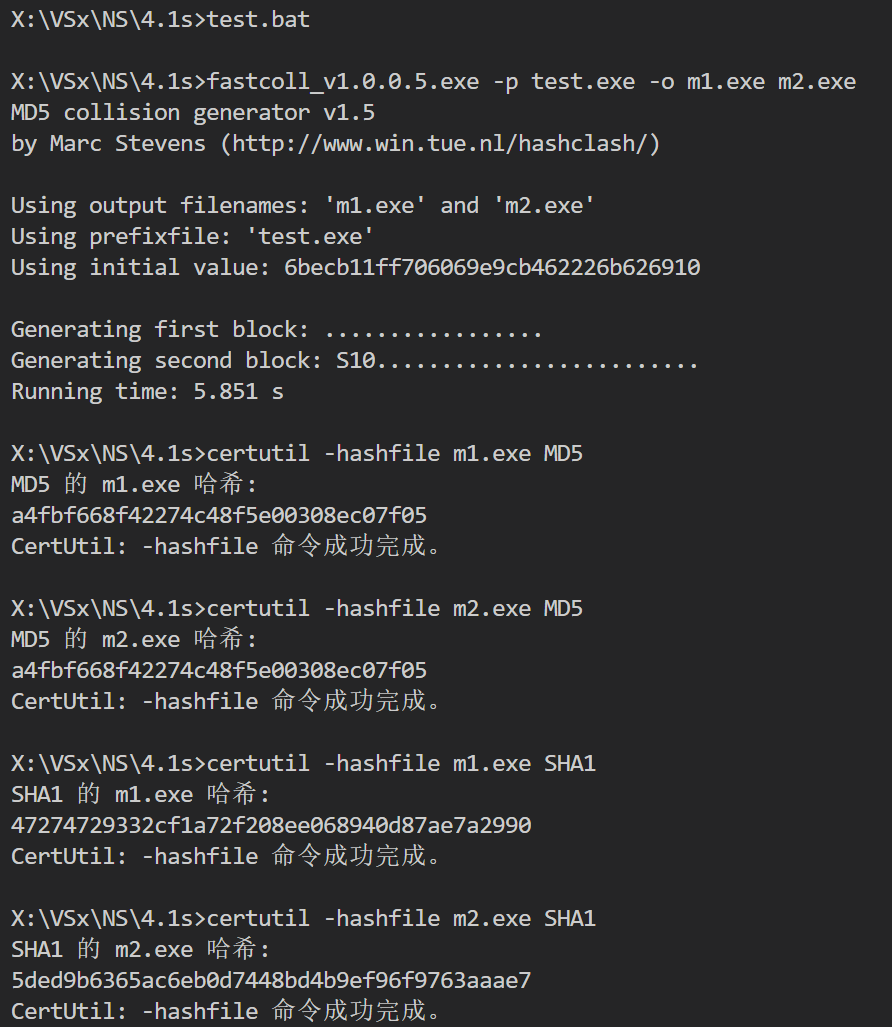 X:\VSx\NS\4.1s>test.bat
X:\VSx\NS\4.1s>fastcoll_v1.0.0.5.exe -p test.exe -o m1.exe m2.exe
MD5 collision generator v1.5
by Marc Stevens (http://www.win.tue.nl/hashclash/)
Using output filenames: 'm1.exe' and 'm2.exe'
Using prefixfile: 'test.exe'
Using initial value: 6becb11ff706069e9cb462226b626910
Generating first block: .................
Generating second block: S10.........................
Running time: 5.851 s
X:\VSx\NS\4.1s>certutil -hashfile m1.exe MD5
MD5 的 m1.exe 哈希:
a4fbf668f42274c48f5e00308ec07f05
CertUtil: -hashfile 命令成功完成。
X:\VSx\NS\4.1s>certutil -hashfile m2.exe MD5
MD5 的 m2.exe 哈希:
a4fbf668f42274c48f5e00308ec07f05
CertUtil: -hashfile 命令成功完成。
X:\VSx\NS\4.1s>certutil -hashfile m1.exe SHA1
SHA1 的 m1.exe 哈希:
47274729332cf1a72f208ee068940d87ae7a2990
CertUtil: -hashfile 命令成功完成。
X:\VSx\NS\4.1s>certutil -hashfile m2.exe SHA1
SHA1 的 m2.exe 哈希:
5ded9b6365ac6eb0d7448bd4b9ef96f9763aaae7
CertUtil: -hashfile 命令成功完成。